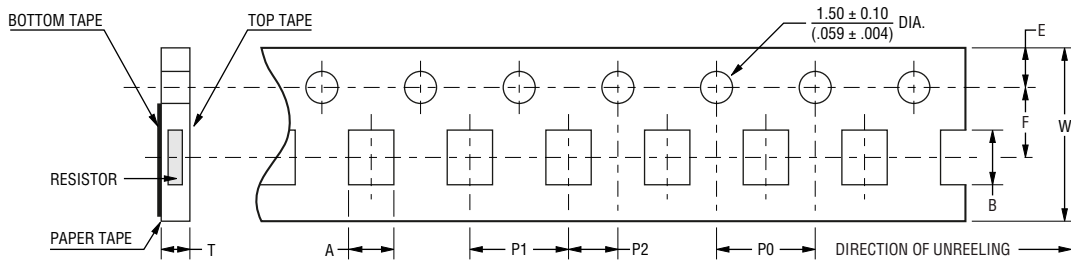 BOTTOM TAPE
TOP TAPE
1.50 ± 0.10
(.059 ± .004)
DIA.
E
F
W
B
RESISTOR
PAPER TAPE
T
A
P1
P2
P0
DIRECTION OF UNREELING